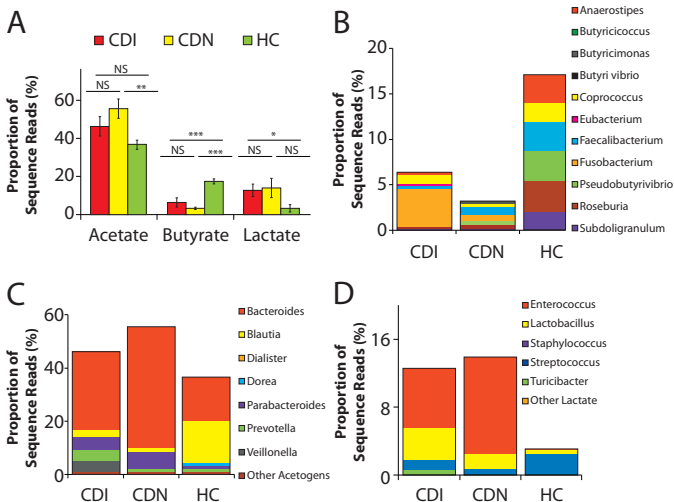 A
CDI
CDN
HC
Proportion of
Sequence Reads (%)
60
40
20
0
NS
NS
**
***
NS
***
*
NS
NS
Acetate
Butyrate
Lactate
B
Proportion of
Sequence Reads (%)
20
15
10
5
0
CDI
CDN
HC
Anaerostipes
Butyricicoccus
Butyricimonas
Butyri vibrio
Coprococcus
Eubacterium
Faecalibacterium
Fusobacterium
Pseudobutyrivibrio
Roseburia
Subdoligranulum
C
Proportion of
Sequence Reads (%)
60
40
20
0
CDI
CDN
HC
Bacteroides
Blautia
Dialister
Dorea
Parabacteroides
Prevotella
Veillonella
Other Acetogens
D
Proportion of
Sequence Reads (%)
16
8
0
CDI
CDN
HC
Enterococcus
Lactobacillus
Staphylococcus
Streptococcus
Turicibacter
Other Lactate